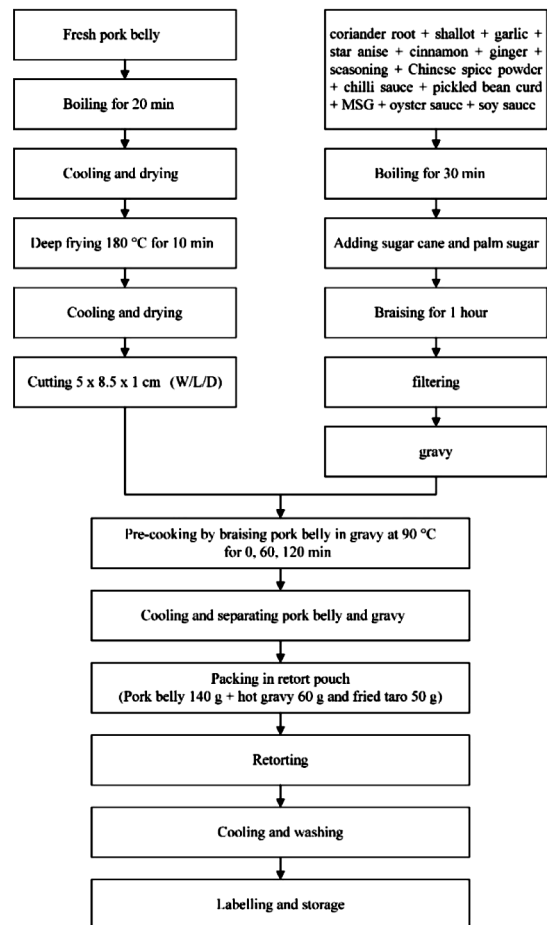 Fresh pork belly
Boiling for 20 min
Cooling and drying
Deep frying 180 °C for 10 min
Cooling and drying
Cutting 5 x 8.5 x 1 cm (W/L/D)
coriander root + shallot + garlic +
star anise + cinnamon + ginger +
seasoning + Chinese spice powder
+ chilli sauce + pickled bean curd
+ MSG + oyster sauce + soy sauce
Boiling for 30 min
Adding sugar cane and palm sugar
Braising for 1 hour
filtering
gravy
Pre-cooking by braising pork belly in gravy at 90 °C
for 0, 60, 120 min
Cooling and separating pork belly and gravy
Packing in retort pouch
(Pork belly 140 g + hot gravy 60 g and fried taro 50 g)
Retorting
Cooling and washing
Labelling and storage